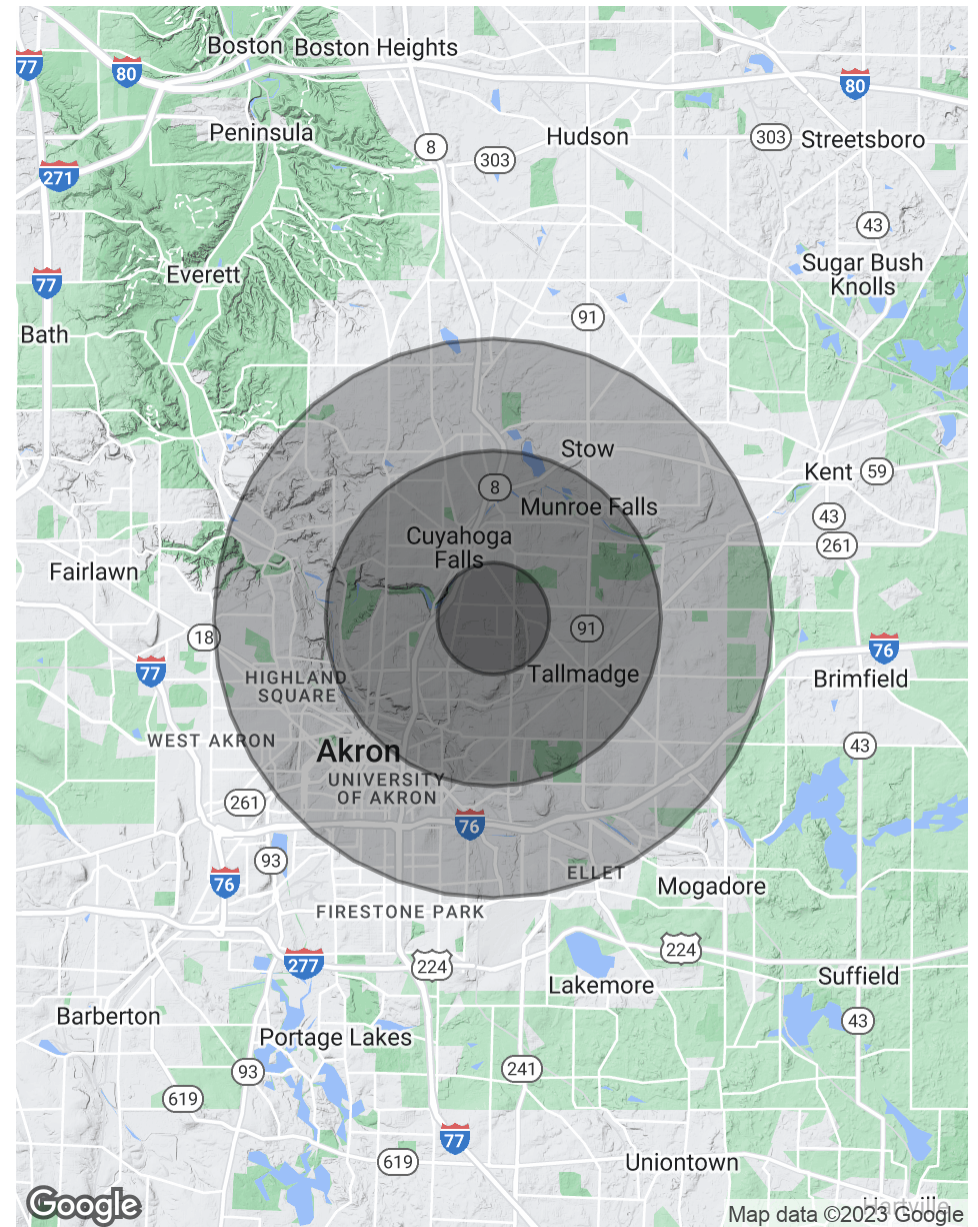 Boston
Boston Heights
77
80
80
Peninsula
8
303
Hudson
303
Streetsboro
271
43
Everett
77
Sugar Bush
Knolls
91
Bath
Stow
Kent
59
8
Munroe Falls
43
Cuyahoga
Falls
261
Fairlawn
18
91
76
77
HIGHLAND
SQUARE
Tallmadge
Brimfield
WEST AKRON
Akron
43
UNIVERSITY
OF AKRON
261
76
93
76
ELLET
Mogadore
FIRESTONE PARK
277
224
224
Lakemore
Suffield
Barberton
Portage Lakes
43
93
241
619
77
619
Uniontown
Hartville
Google
Map data ©2023 Google